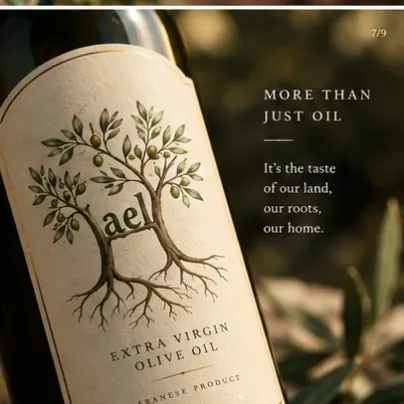 7/9
MORE THAN
JUST OIL
It's the taste
of our land,
our roots,
our home.
ael
EXTRA VIRGIN
OLIVE OIL
PRODUCT